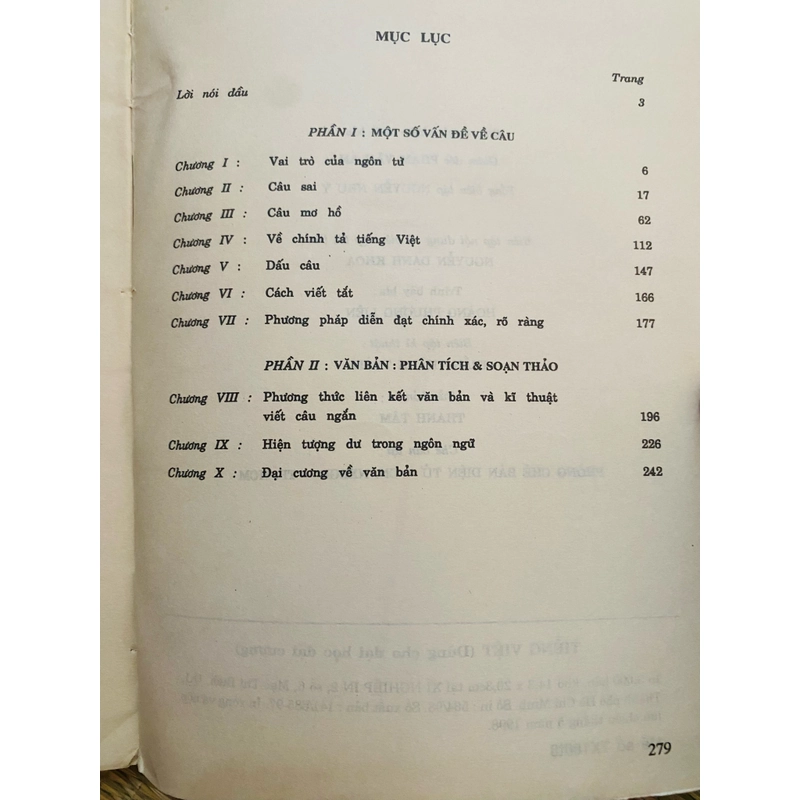 MỤC LỤC
Trang
Lời nói đầu 3
PHẦN I : MỘT SỐ VẤN ĐỀ VỀ CÂU
Chương I : Vai trò của ngôn từ 6
Chương II : Câu sai 17
Chương III : Câu mơ hồ 62
Chương IV : Về chính tả tiếng Việt 112
Chương V : Dấu câu 147
Chương VI : Cách viết tắt 166
Chương VII : Phương pháp diễn đạt chính xác, rõ ràng 177
PHẦN II : VĂN BẢN : PHÂN TÍCH & SOẠN THẢO
Chương VIII : Phương thức liên kết văn bản và kĩ thuật
viết câu ngắn 196
Chương IX : Hiện tượng dư trong ngôn ngữ 226
Chương X : Đại cương về văn bản 242
279